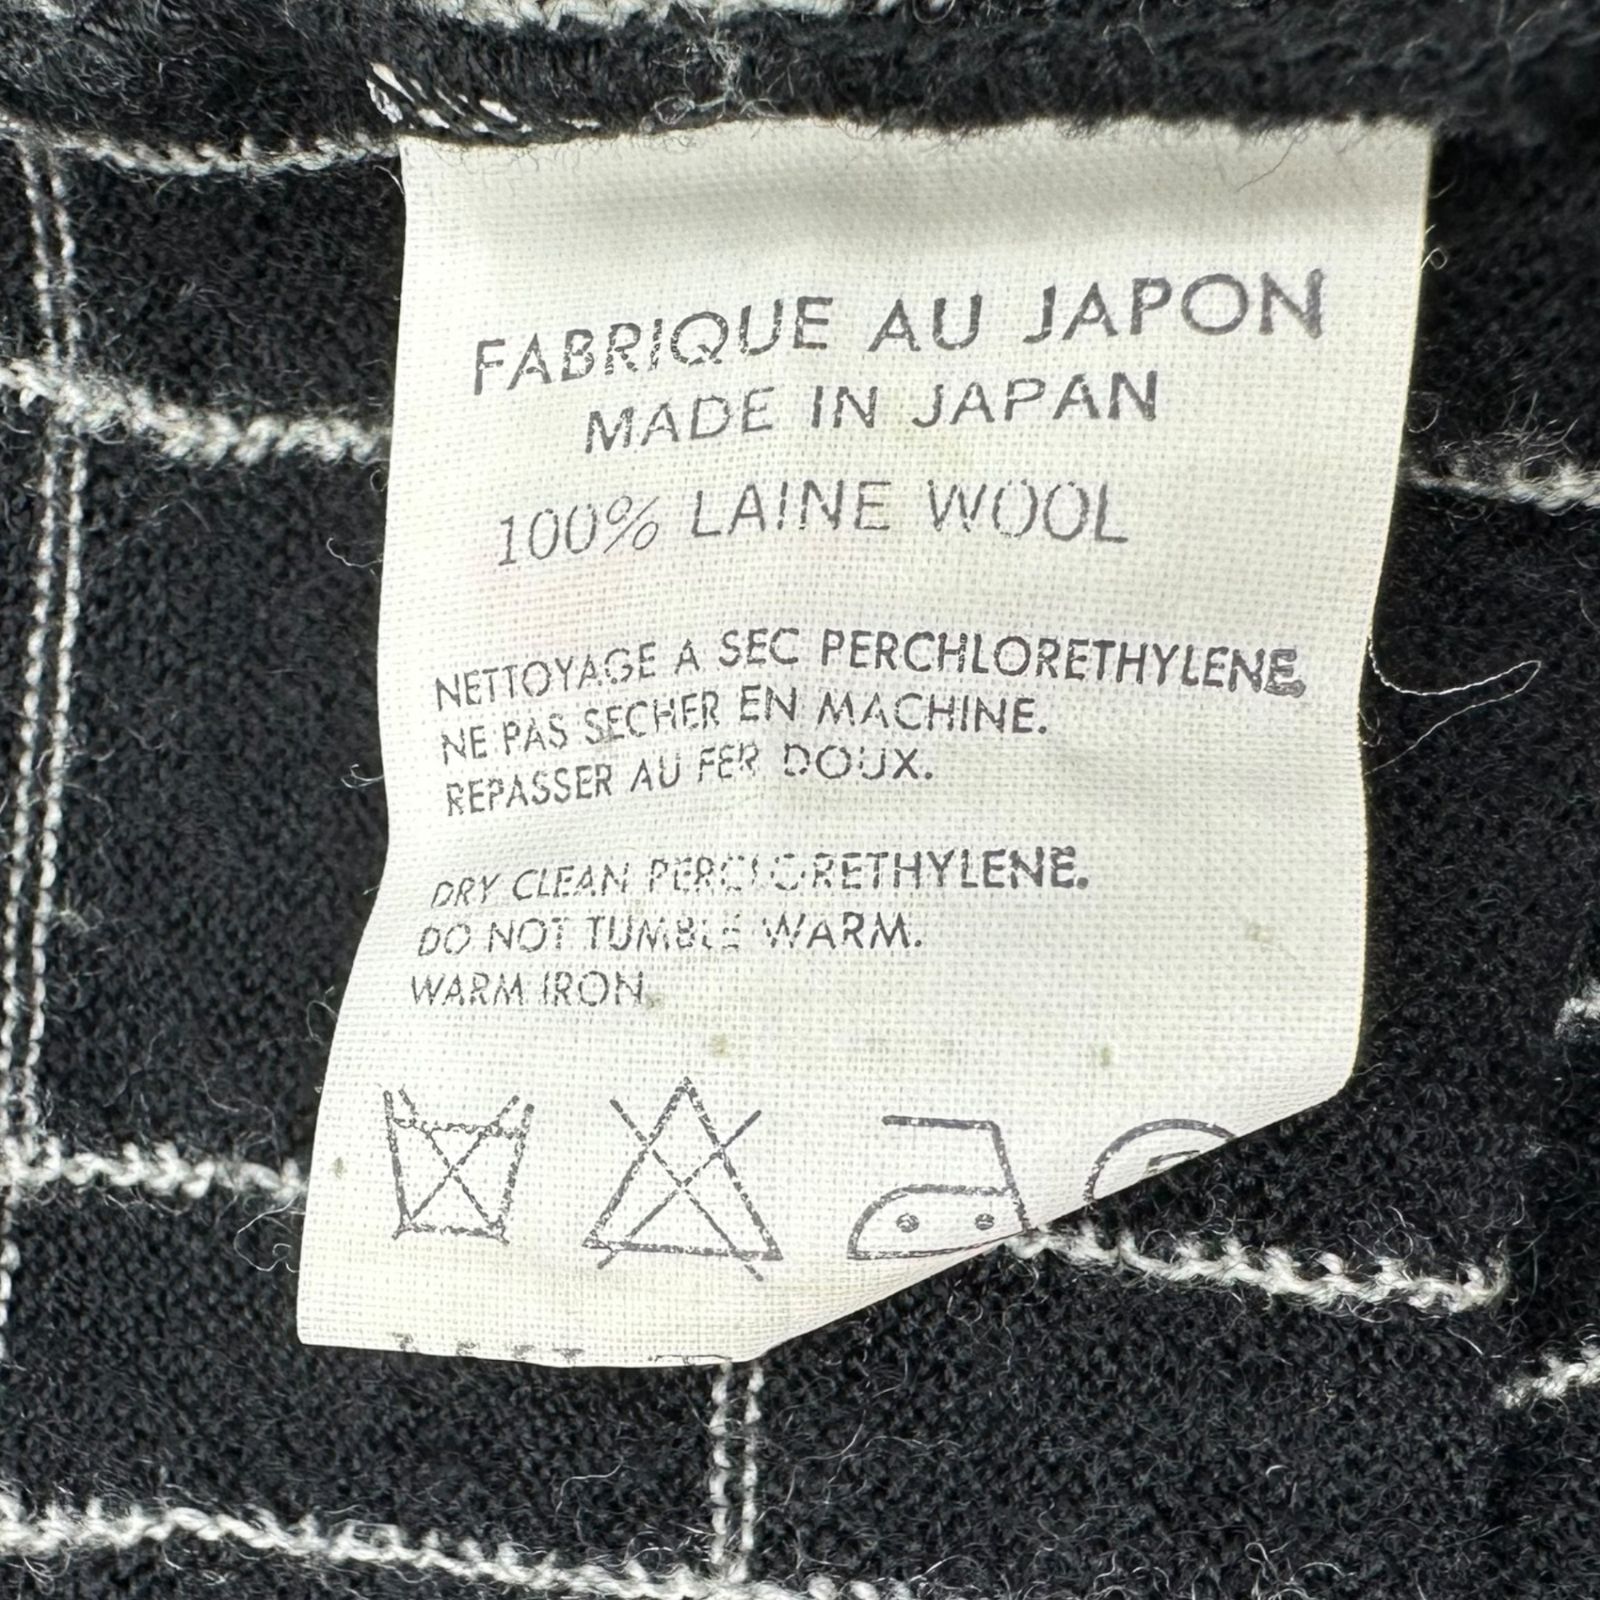 FABRIQUE AU JAPON
MADE IN JAPAN
100% LAINE WOOL
NETTOYAGE A SEC PERCHLORETHYLENE.
NE PAS SECHER EN MACHINE.
REPASSER AU FER DOUX.
DRY CLEAN PERCLORETHYLENE.
DO NOT TUMBLE WARM.
WARM IRON.